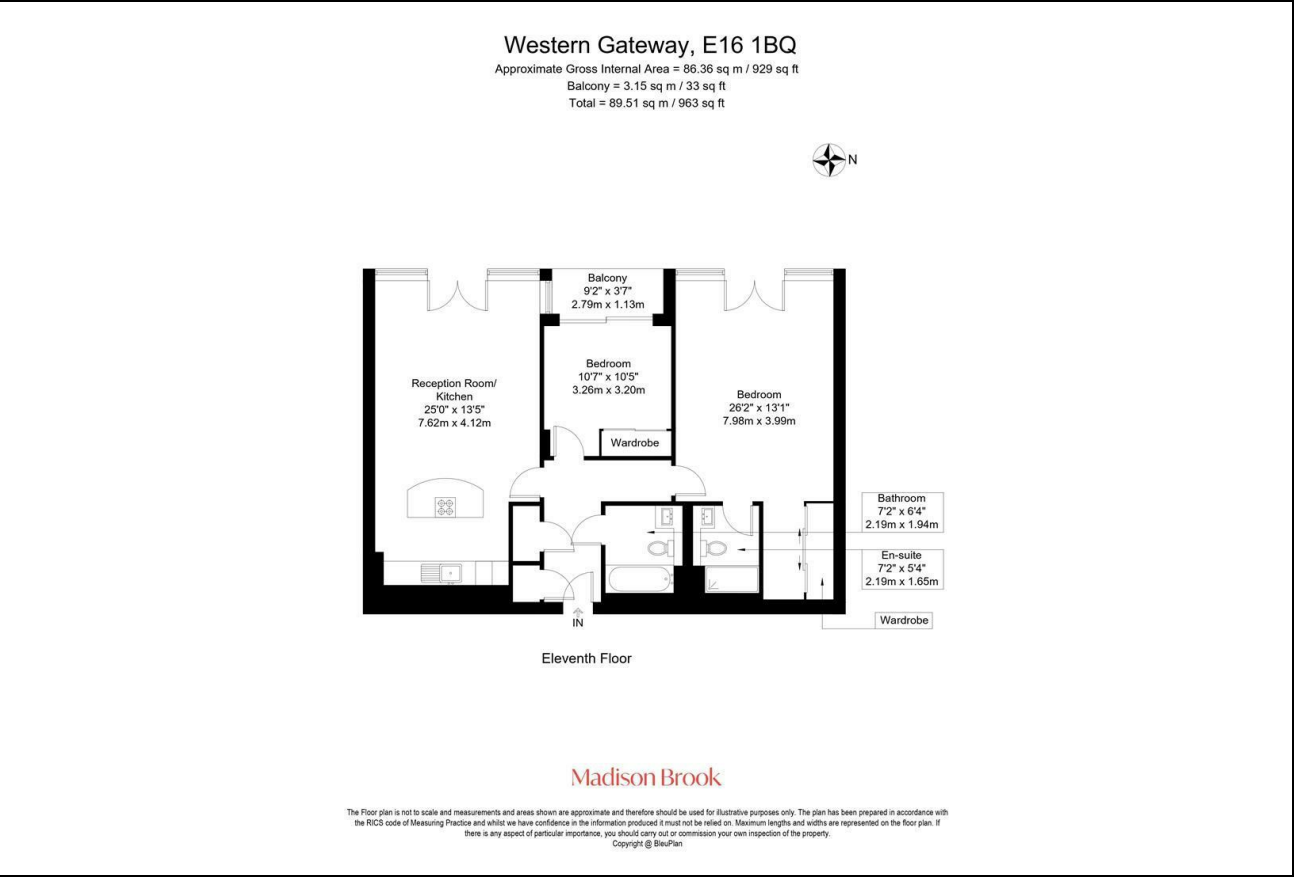 Western Gateway, E16 1BQ
Approximate Gross Internal Area = 86.36 sq m / 929 sq ft
Balcony = 3.15 sq m / 33 sq ft
Total = 89.51 sq m / 963 sq ft
N
Balcony
9'2" x 3'7"
2.79m x 1.13m
Bedroom
10'7" x 10'5"
3.26m x 3.20m
Reception Room/
Kitchen
25'0" x 13'5"
7.62m x 4.12m
Bedroom
26'2" x 13'1"
7.98m x 3.99m
Wardrobe
Bathroom
7'2" x 6'4"
2.19m x 1.94m
En-suite
7'2" x 5'4"
2.19m x 1.65m
Wardrobe
IN
Eleventh Floor
Madison Brook
The Floor plan is not to scale and measurements and areas shown are approximate and therefore should be used for illustrative purposes only. The plan has been prepared in accordance with
the RICS code of Measuring Practice and whilst we have confidence in the information produced it must not be relied on. Maximum lengths and widths are represented on the floor plan. If
there is any aspect of particular importance, you should carry out or commission your own inspection of the property.
Copyright @ BleuPlan